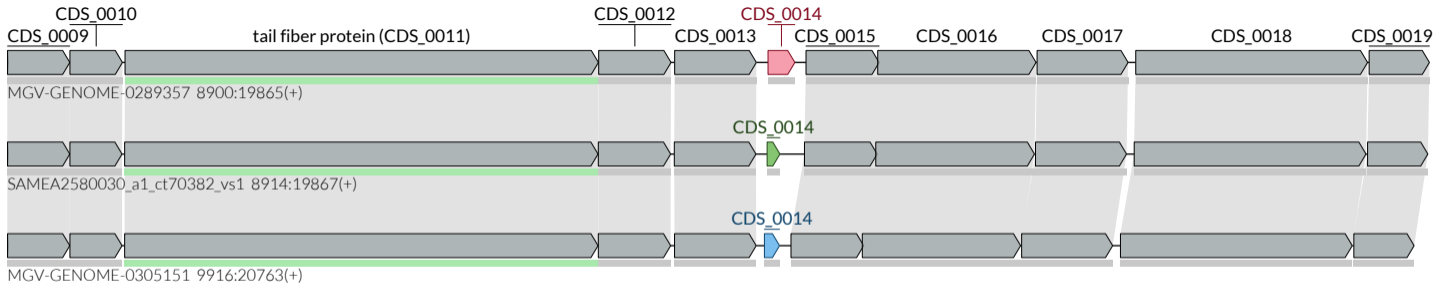 CDS_0010 CDS_0012 CDS_0014
CDS_0009 tail fiber protein (CDS_0011) CDS_0013 CDS_0015 CDS_0016 CDS_0017 CDS_0018 CDS_0019
MGV-GENOME-0289357 8900:19865(+)
CDS_0014
SAMEA2580030_a1_ct70382_vs1 8914:19867(+)
CDS_0014
MGV-GENOME-0305151 9916:20763(+)